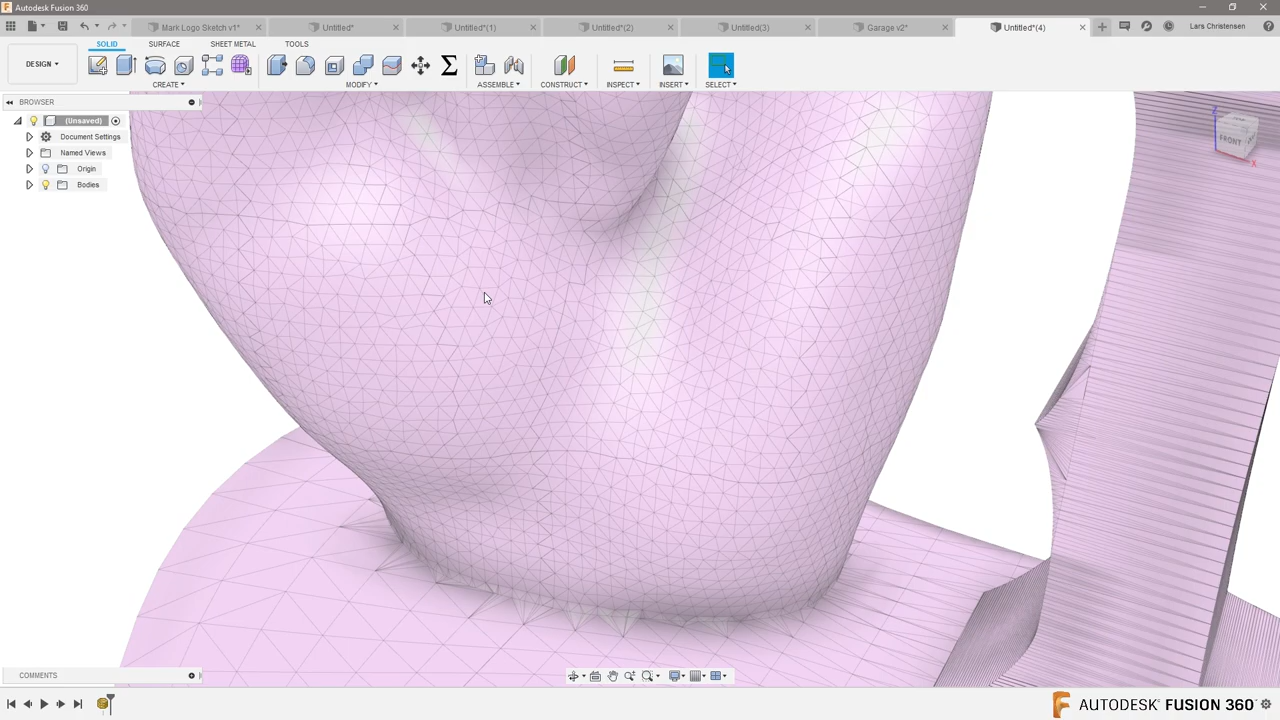 Autodesk Fusion 360
Mark Logo Sketch v1*
Untitled*
Untitled*(1)
Untitled*(2)
Untitled(3)
Garage v2*
Untitled*(4)
Lars Christensen
DESIGN
SOLID
SURFACE
SHEET METAL
TOOLS
CREATE
MODIFY
ASSEMBLE
CONSTRUCT
INSPECT
INSERT
SELECT
BROWSER
(Unsaved)
Document Settings
Named Views
Origin
Bodies
FRONT
Z
X
COMMENTS
AUTODESK® FUSION 360™